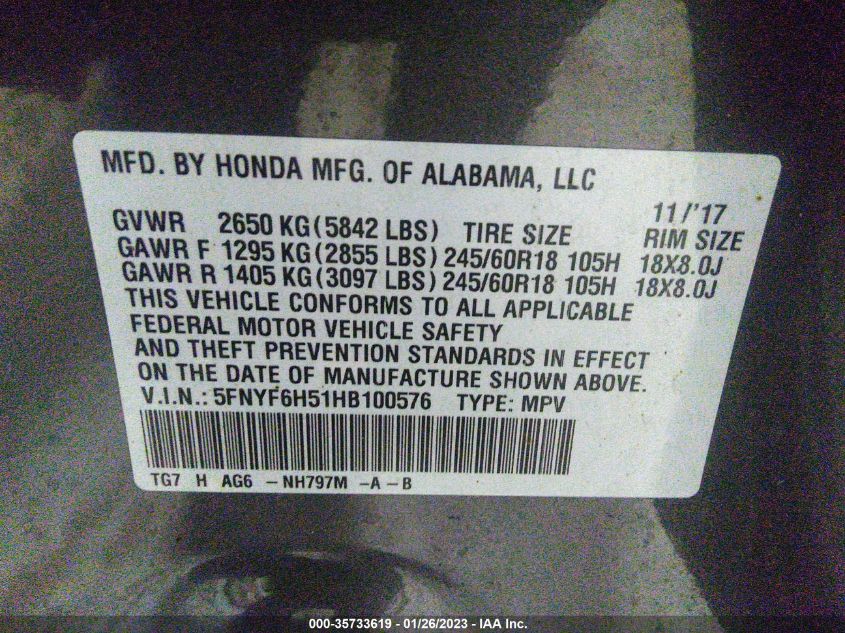 MFD. BY HONDA MFG. OF ALABAMA, LLC
11/'17
GVWR 2650 KG(5842 LBS) TIRE SIZE RIM SIZE
GAWR F 1295 KG(2855 LBS) 245/60R18 105H 18X8.0J
GAWR R 1405 KG(3097 LBS) 245/60R18 105H 18X8.0J
THIS VEHICLE CONFORMS TO ALL APPLICABLE
FEDERAL MOTOR VEHICLE SAFETY
AND THEFT PREVENTION STANDARDS IN EFFECT
ON THE DATE OF MANUFACTURE SHOWN ABOVE.
V.I.N.: 5FNYF6H51HB100576 TYPE: MPV
TG7 H AG6 -NH797M -A-B
000-35733619 - 01/26/2023 - IAA Inc.